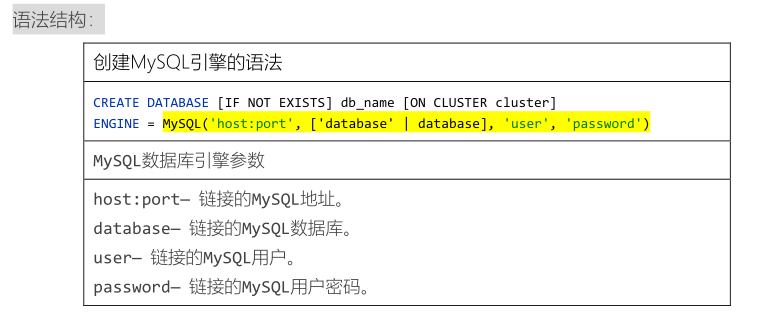 语法结构：
创建MySQL引擎的语法
CREATE DATABASE [IF NOT EXISTS] db_name [ON CLUSTER cluster]
ENGINE = MySQL('host:port', ['database' | database], 'user', 'password')
MySQL数据库引擎参数
host:port— 链接的MySQL地址。
database— 链接的MySQL数据库。
user— 链接的MySQL用户。
password— 链接的MySQL用户密码。